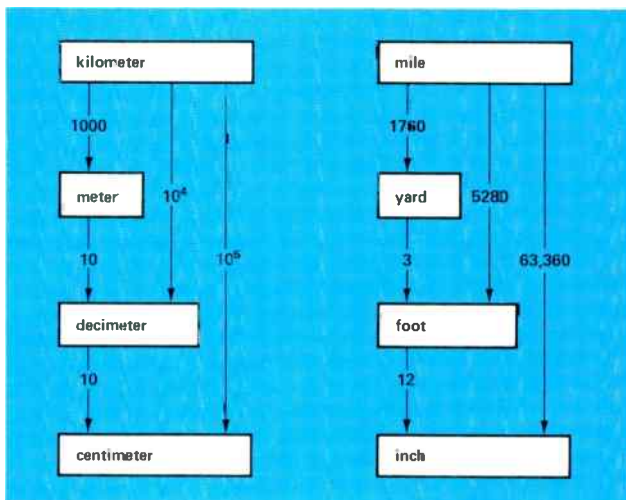 kilometer
mile
1000
1760
meter
10⁴
yard
5280
10
10⁵
3
63,360
decimeter
foot
10
12
centimeter
inch